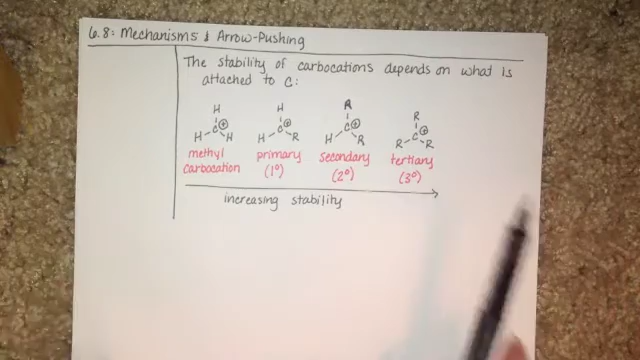 6.8: Mechanisms & Arrow-Pushing
The stability of carbocations depends on what is
attached to C:
H H R R
C⊕ C⊕ C⊕ C⊕
H H H R H R R R
methyl primary secondary tertiary
carbocation (1°) (2°) (3°)
increasing stability